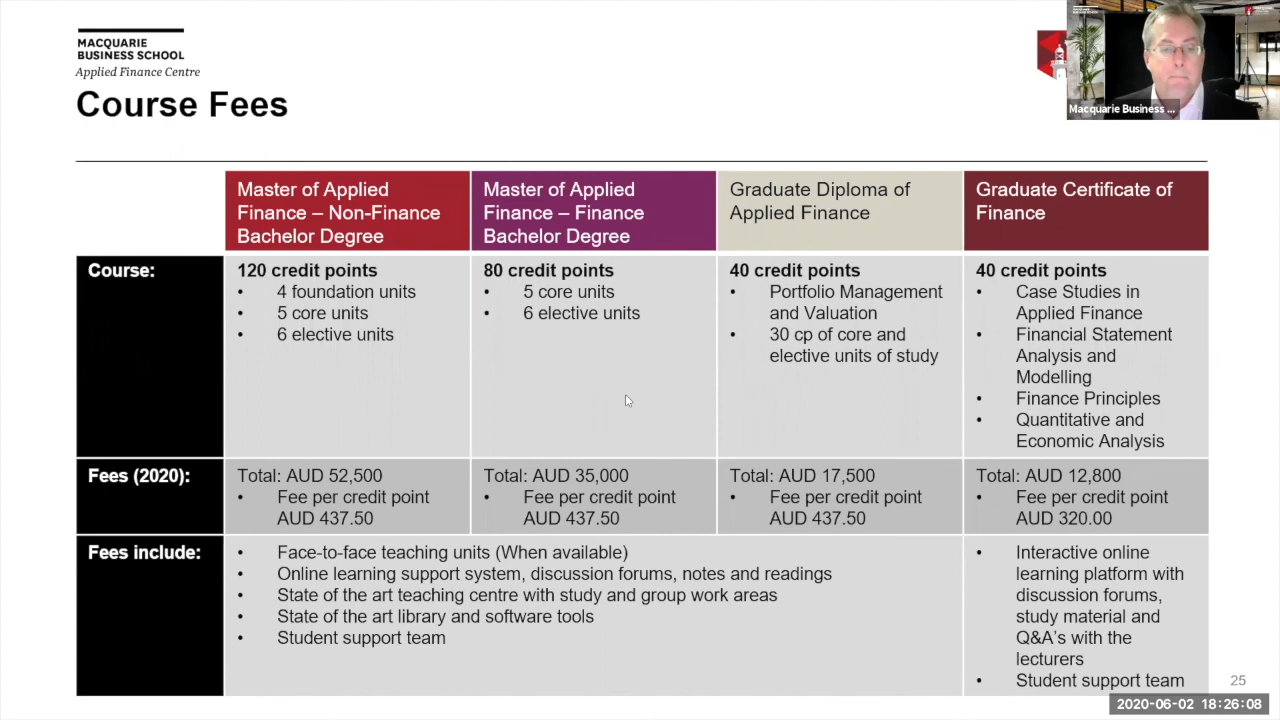 MACQUARIE
BUSINESS SCHOOL
Applied Finance Centre
Course Fees
Macquarie Business ...
Master of Applied
Finance – Non-Finance
Bachelor Degree
Master of Applied
Finance – Finance
Bachelor Degree
Graduate Diploma of
Applied Finance
Graduate Certificate of
Finance
Course:
120 credit points
• 4 foundation units
• 5 core units
• 6 elective units
80 credit points
• 5 core units
• 6 elective units
40 credit points
• Portfolio Management
and Valuation
• 30 cp of core and
elective units of study
40 credit points
• Case Studies in
Applied Finance
• Financial Statement
Analysis and
Modelling
• Finance Principles
• Quantitative and
Economic Analysis
Fees (2020):
Total: AUD 52,500
• Fee per credit point
AUD 437.50
Total: AUD 35,000
• Fee per credit point
AUD 437.50
Total: AUD 17,500
• Fee per credit point
AUD 437.50
Total: AUD 12,800
• Fee per credit point
AUD 320.00
Fees include:
• Face-to-face teaching units (When available)
• Online learning support system, discussion forums, notes and readings
• State of the art teaching centre with study and group work areas
• State of the art library and software tools
• Student support team
• Interactive online
learning platform with
discussion forums,
study material and
Q&A’s with the
lecturers
• Student support team
25
2020-06-02 18:26:08